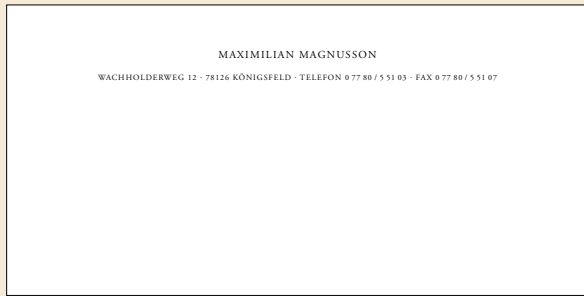 MAXIMILIAN MAGNUSSON
WACHHOLDERWEG 12 · 78126 KÖNIGSFELD · TELEFON 0 77 80 / 5 51 03 · FAX 0 77 80 / 5 51 07